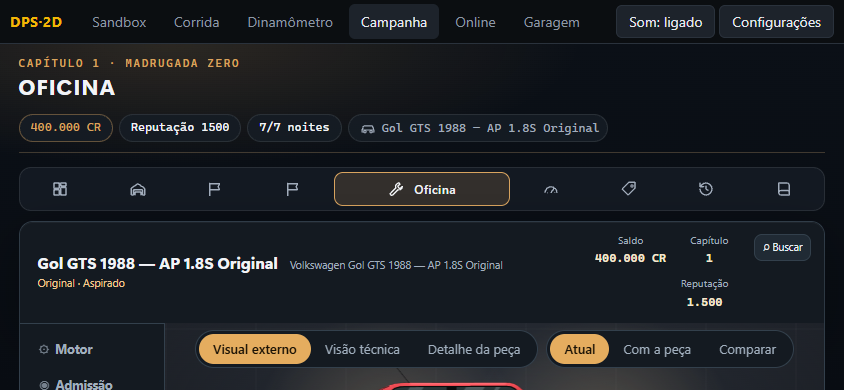 DPS·2D Sandbox Corrida Dinamômetro Campanha Online Garagem Som: ligado Configurações
CAPÍTULO 1 · MADRUGADA ZERO
OFICINA
400.000 CR Reputação 1500 7/7 noites Gol GTS 1988 — AP 1.8S Original
Oficina
Saldo Capítulo
400.000 CR 1
Buscar
Gol GTS 1988 — AP 1.8S Original Volkswagen Gol GTS 1988 — AP 1.8S Original
Original · Aspirado
Reputação
1.500
Motor
Visual externo Visão técnica Detalhe da peça Atual Com a peça Comparar
Admissão